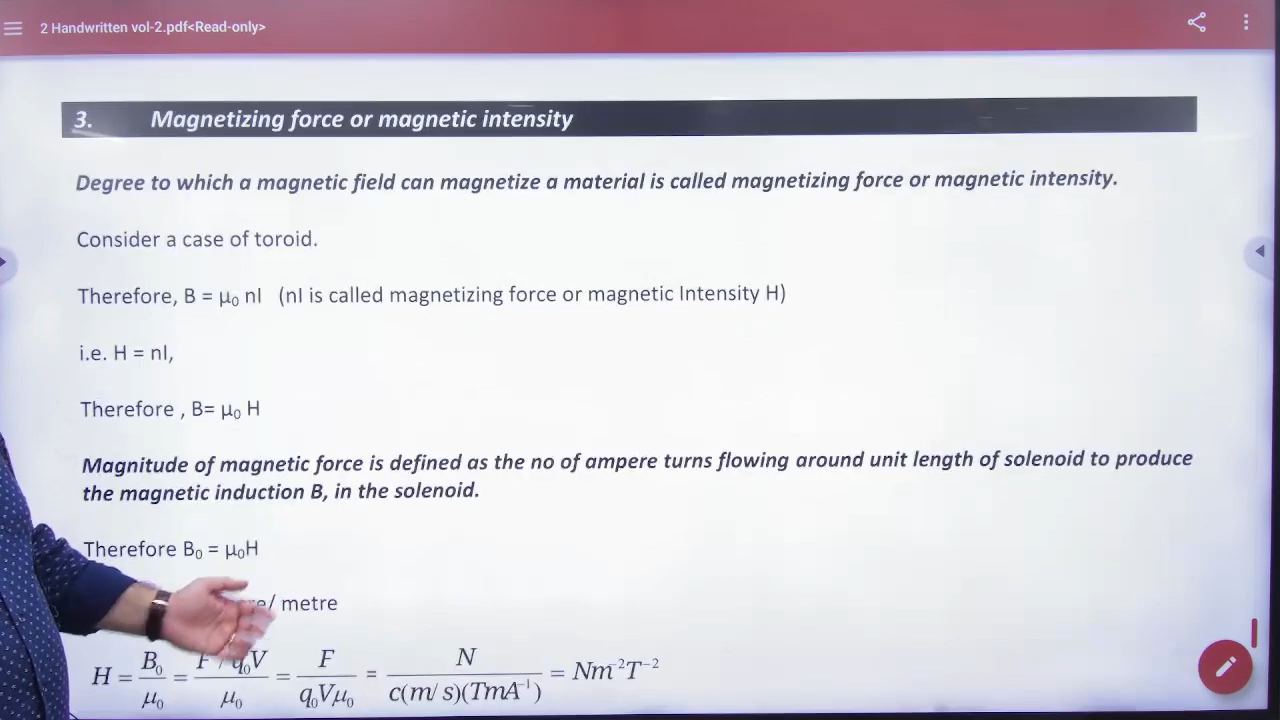 2 Handwritten vol-2.pdf<Read-only>
3. Magnetizing force or magnetic intensity
Degree to which a magnetic field can magnetize a material is called magnetizing force or magnetic intensity.
Consider a case of toroid.
Therefore, B = μ₀ nI (nI is called magnetizing force or magnetic Intensity H)
i.e. H = nI,
Therefore , B= μ₀ H
Magnitude of magnetic force is defined as the no of ampere turns flowing around unit length of solenoid to produce
the magnetic induction B, in the solenoid.
Therefore B₀ = μ₀H
/ metre
H = B₀/μ₀ = F / q₀V/μ₀ = F/q₀Vμ₀ = N/c(m/s)(TmA⁻¹) = Nm⁻²T⁻²